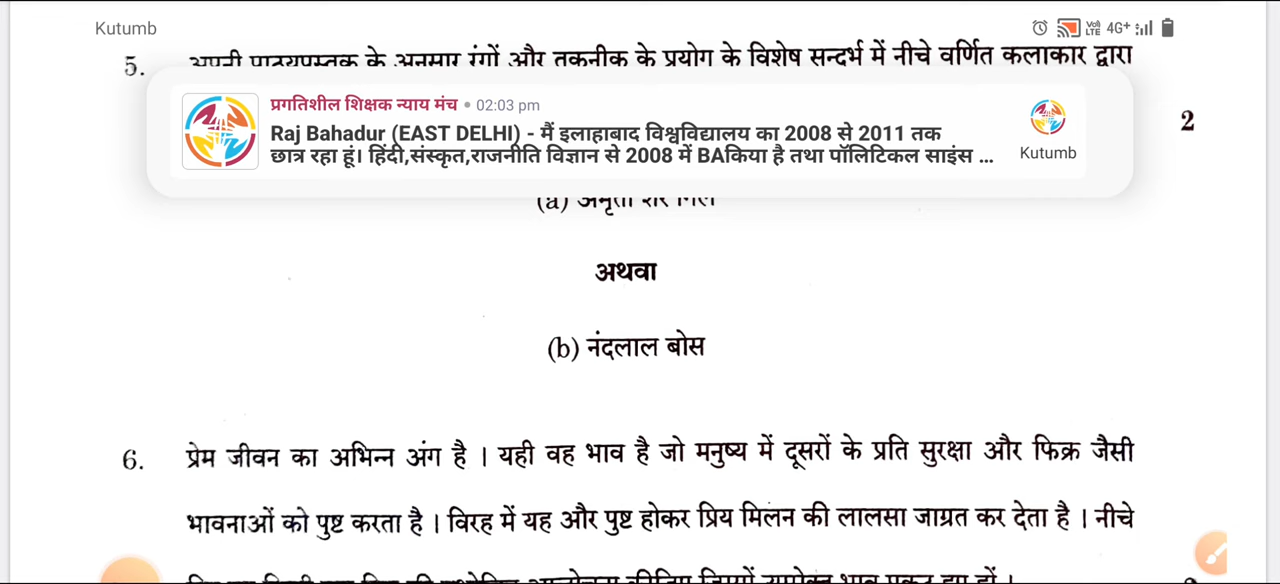 Kutumb
Vo) LTE 4G+
5. अपनी पाठ्यपुस्तक के अनुसार रंगों और तकनीक के प्रयोग के विशेष सन्दर्भ में नीचे वर्णित कलाकार द्वारा
प्रगतिशील शिक्षक न्याय मंच • 02:03 pm
2
Raj Bahadur (EAST DELHI) - मैं इलाहाबाद विश्वविद्यालय का 2008 से 2011 तक
छात्र रहा हूं। हिंदी,संस्कृत,राजनीति विज्ञान से 2008 में BAकिया है तथा पॉलिटिकल साइंस ...
Kutumb
(a) अमृता शेर गिल
अथवा
(b) नंदलाल बोस
6. प्रेम जीवन का अभिन्न अंग है । यही वह भाव है जो मनुष्य में दूसरों के प्रति सुरक्षा और फिक्र जैसी
भावनाओं को पुष्ट करता है । विरह में यह और पुष्ट होकर प्रिय मिलन की लालसा जाग्रत कर देता है । नीचे